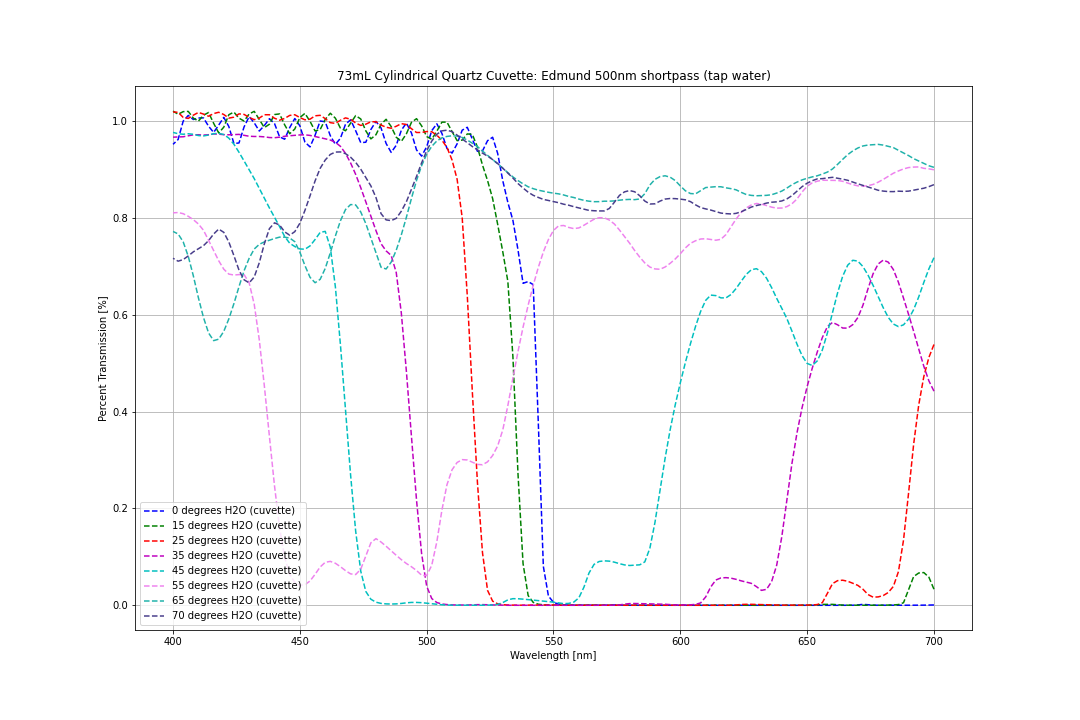 73mL Cylindrical Quartz Cuvette: Edmund 500nm shortpass (tap water)
Percent Transmission [%]
1.0
0.8
0.6
0.4
0.2
0.0
0 degrees H2O (cuvette)
15 degrees H2O (cuvette)
25 degrees H2O (cuvette)
35 degrees H2O (cuvette)
45 degrees H2O (cuvette)
55 degrees H2O (cuvette)
65 degrees H2O (cuvette)
70 degrees H2O (cuvette)
400 450 500 550 600 650 700
Wavelength [nm]